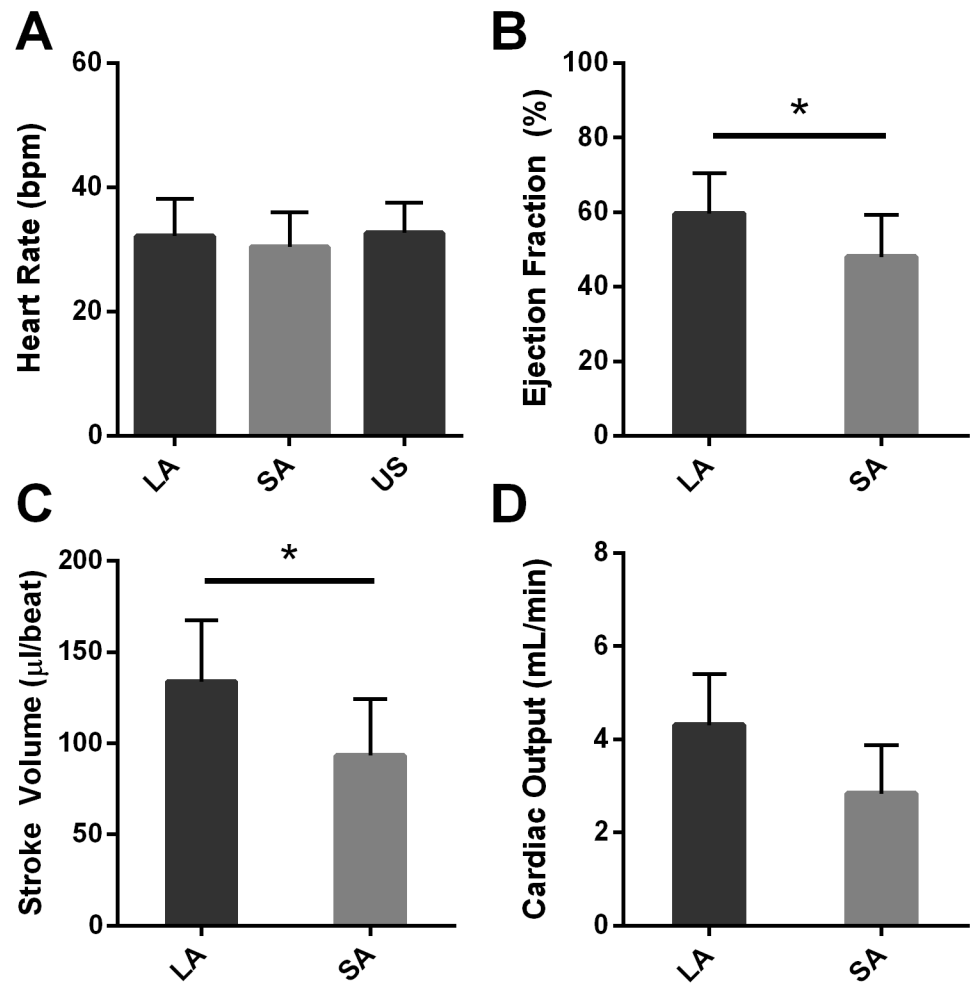 A
Heart Rate (bpm)
60
40
20
0
LA
SA
US
B
Ejection Fraction (%)
100
80
60
40
20
0
*
LA
SA
C
Stroke Volume (μl/beat)
200
150
100
50
0
*
LA
SA
D
Cardiac Output (mL/min)
8
6
4
2
0
LA
SA